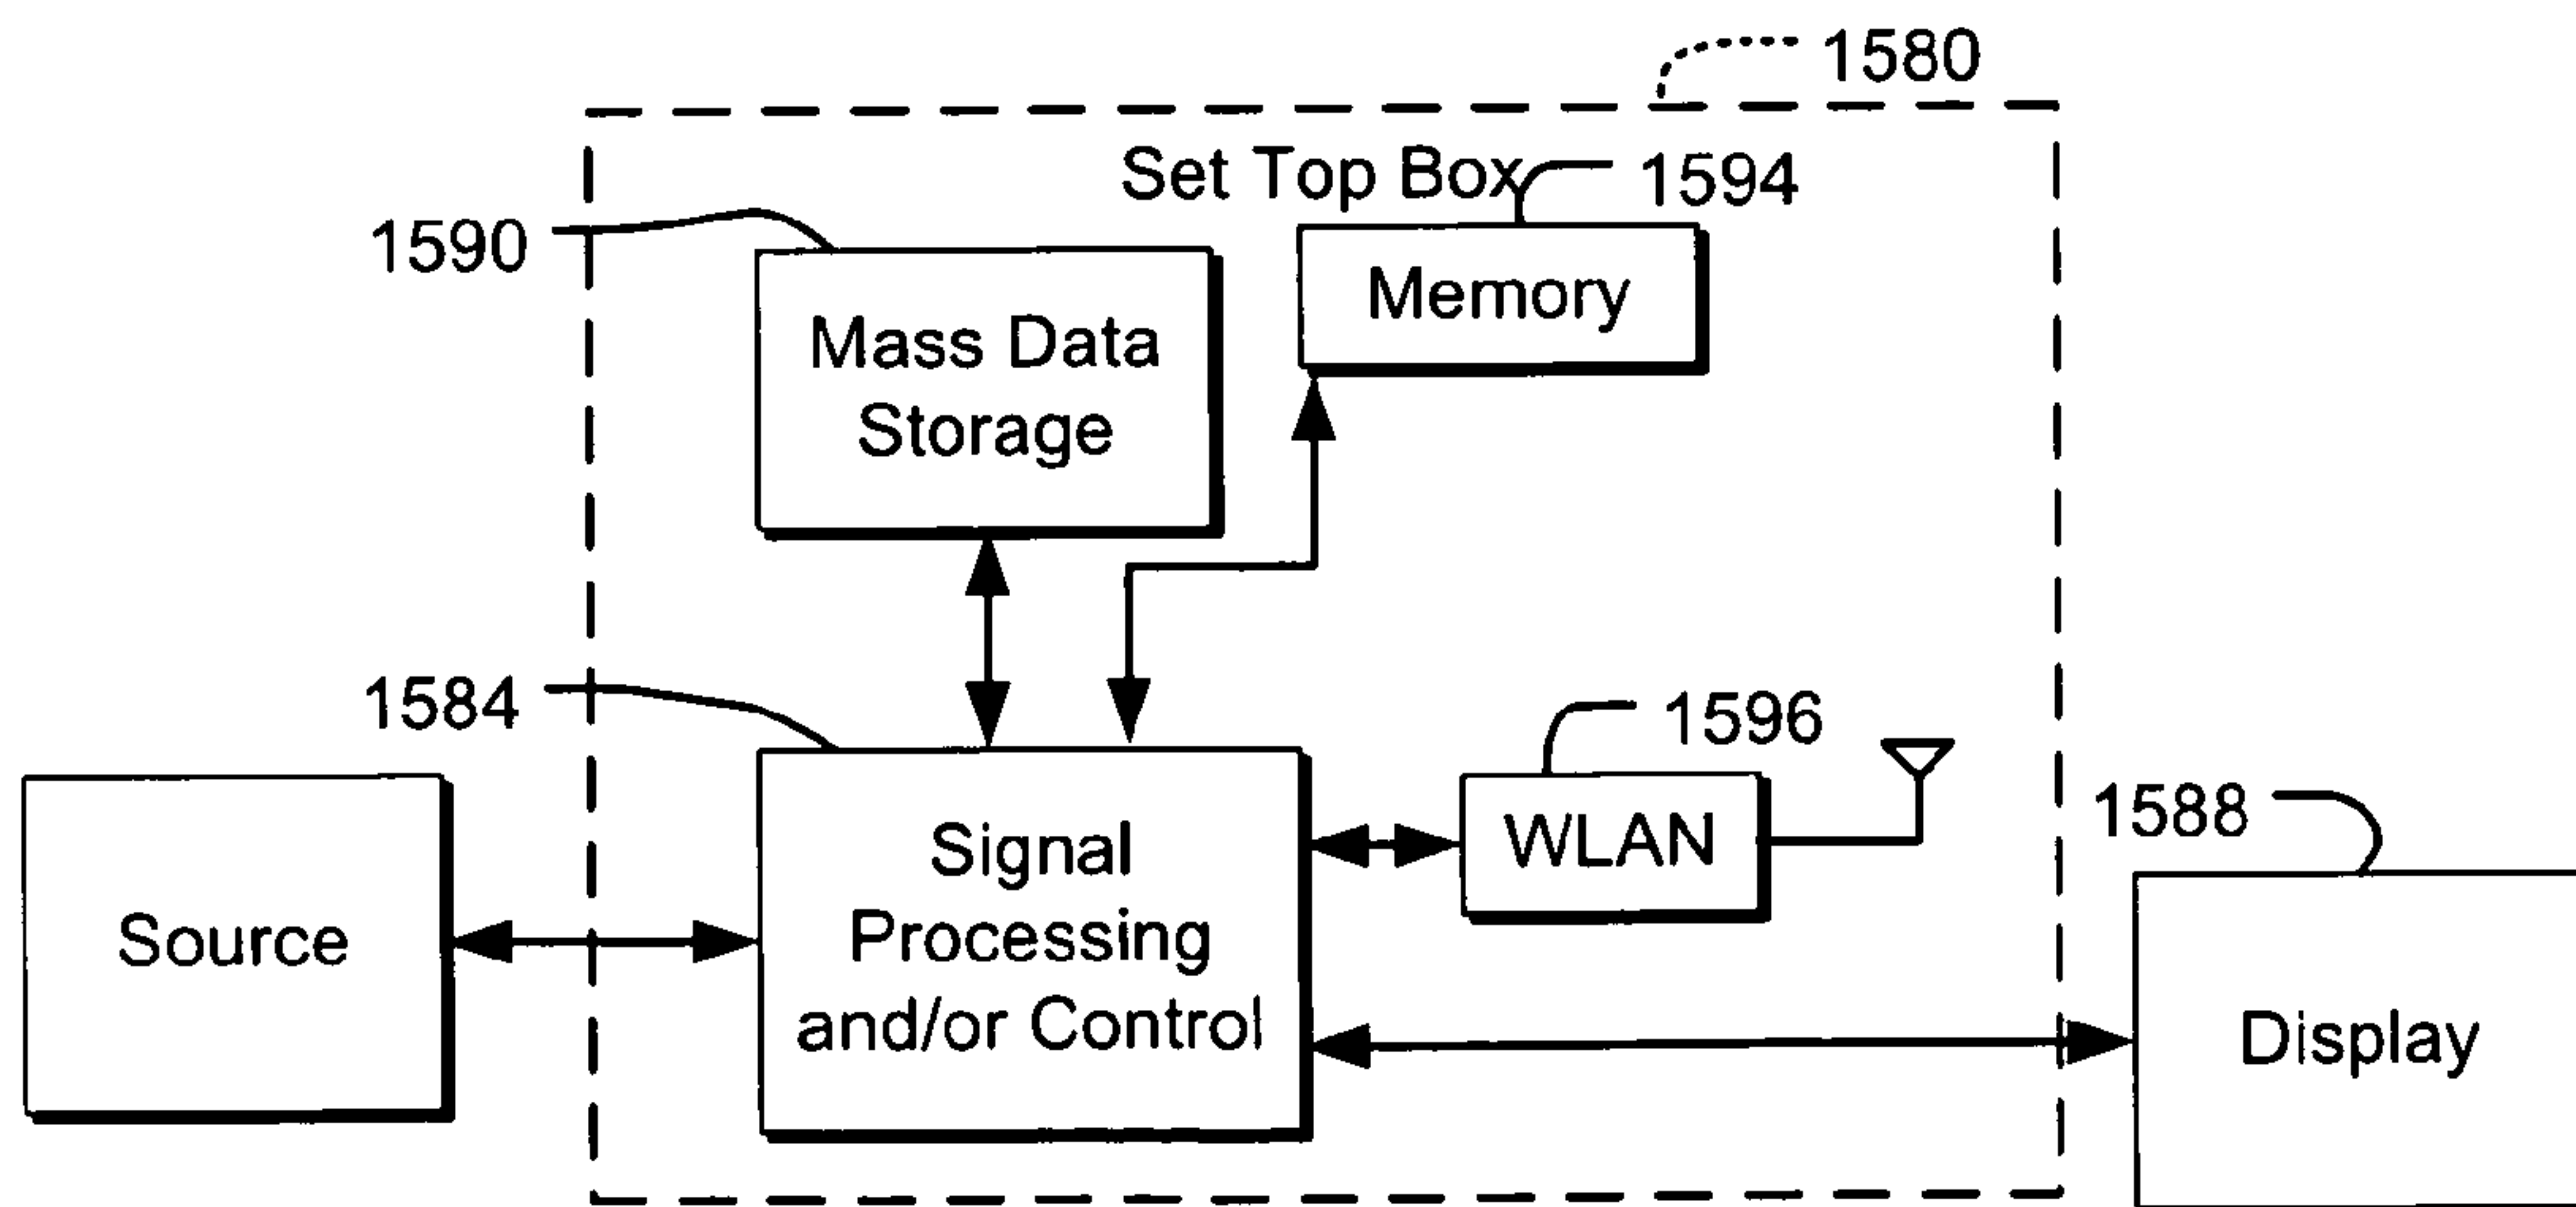 1580
Set Top Box
1594
1590
Memory
Mass Data
Storage
1584
1596
Signal
Processing
and/or Control
WLAN
1588
Source
Display